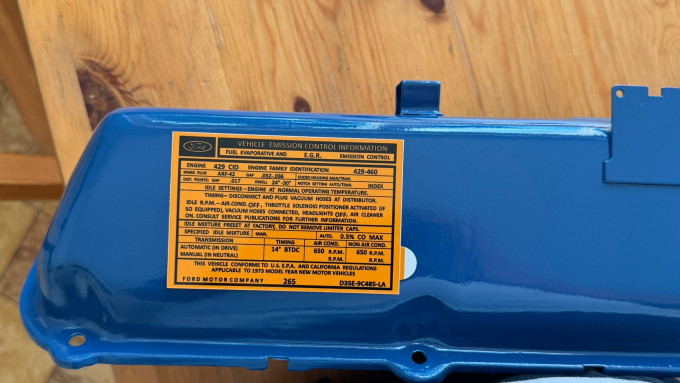 Ford
VEHICLE EMISSION CONTROL INFORMATION
FUEL EVAPORATIVE AND E.G.R. EMISSION CONTROL
ENGINE 429 CID ENGINE FAMILY IDENTIFICATION 429-460
SPARK PLUG ARF-42 GAP .032-.036
DIST. POINTS: GAP .017 DWELL 24°-30° NOTCH SETTING AUTO/TRAN. INDEX
IDLE SETTINGS-ENGINE AT NORMAL OPERATING TEMPERATURE.
TIMING- DISCONNECT AND PLUG VACUUM HOSES AT DISTRIBUTOR.
IDLE R.P.M.- AIR.COND. OFF. THROTTLE SOLENOID POSITIONER ACTIVATED (IF
SO EQUIPPED), VACUUM HOSES CONNECTED, HEADLIGHTS OFF. AIR CLEANER
ON. CONSULT SERVICE PUBLICATIONS FOR FURTHER INFORMATION.
IDLE MIXTURE PRESET AT FACTORY, DO NOT REMOVE LIMITER CAPS.
SPECIFIED IDLE MIXTURE MAN. AUTO. 0.5% CO MAX
TRANSMISSION TIMING AIR COND. NON AIR COND.
AUTOMATIC (IN DRIVE) 14° BTDC 650 R.P.M. 650 R.P.M.
MANUAL (IN NEUTRAL) R.P.M. R.P.M.
THIS VEHICLE CONFORMS TO U.S. E.P.A. AND CALIFORNIA REGULATIONS
APPLICABLE TO 1973 MODEL YEAR NEW MOTOR VEHICLES
FORD MOTOR COMPANY 265 D3SE-9C485-LA